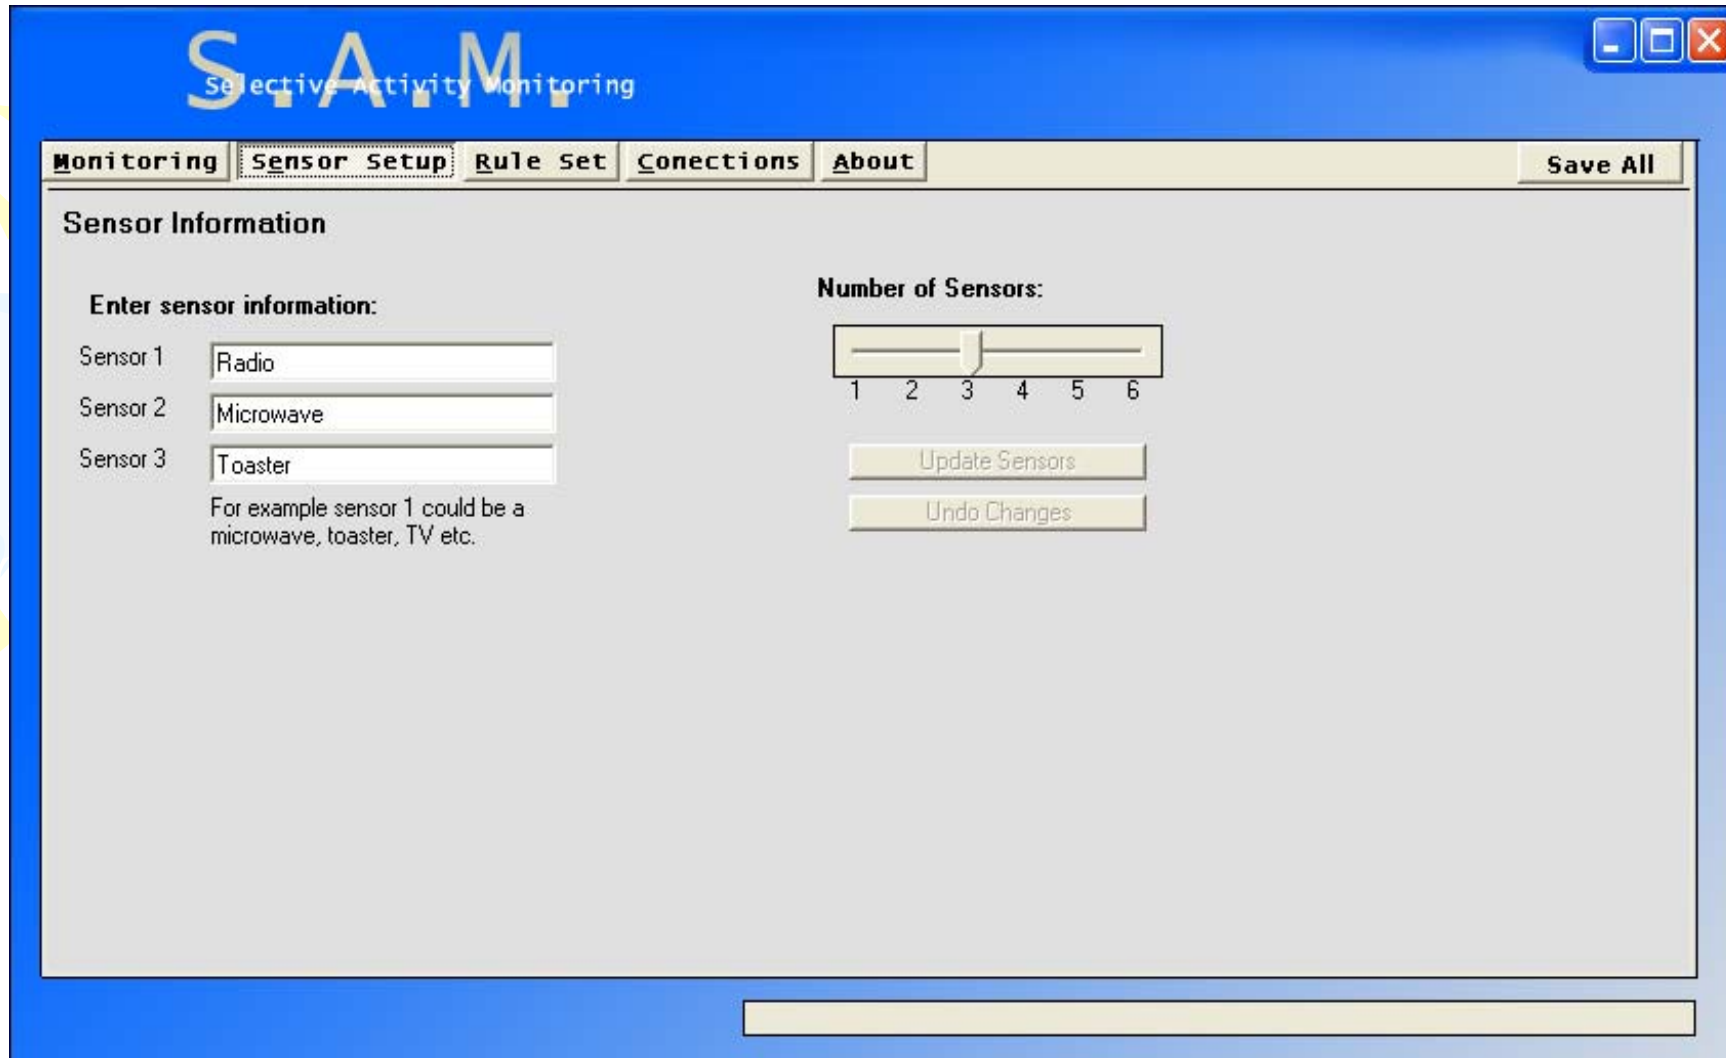 S.A.M.
Selective Activity Monitoring
Monitoring Sensor Setup Rule Set Conections About Save All
Sensor Information
Enter sensor information:
Sensor 1 Radio
Sensor 2 Microwave
Sensor 3 Toaster
For example sensor 1 could be a
microwave, toaster, TV etc.
Number of Sensors:
1 2 3 4 5 6
Update Sensors
Undo Changes